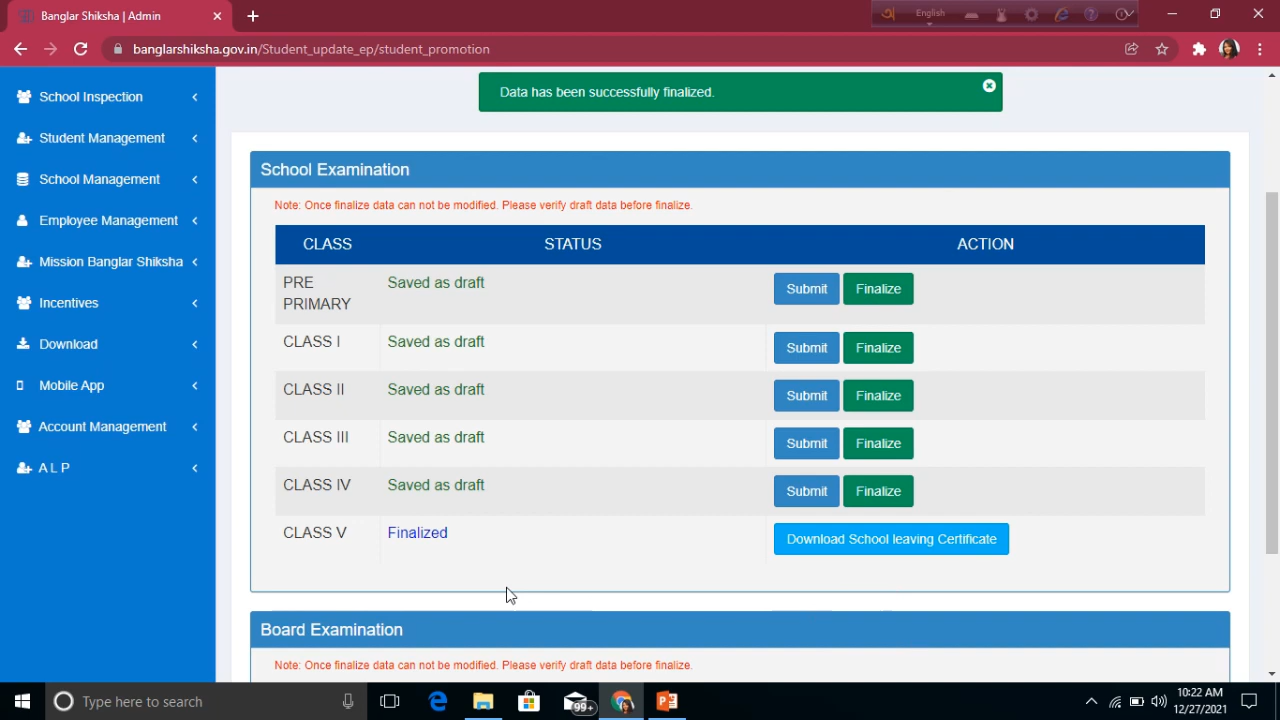 Banglar Shiksha | Admin
English
banglarshiksha.gov.in/Student_update_ep/student_promotion
School Inspection
Student Management
School Management
Employee Management
Mission Banglar Shiksha
Incentives
Download
Mobile App
Account Management
A L P
Data has been successfully finalized.
School Examination
Note: Once finalize data can not be modified. Please verify draft data before finalize.
CLASS STATUS ACTION
PRE PRIMARY Saved as draft Submit Finalize
CLASS I Saved as draft Submit Finalize
CLASS II Saved as draft Submit Finalize
CLASS III Saved as draft Submit Finalize
CLASS IV Saved as draft Submit Finalize
CLASS V Finalized Download School leaving Certificate
Board Examination
Note: Once finalize data can not be modified. Please verify draft data before finalize.
Type here to search
99+
10:22 AM
12/27/2021